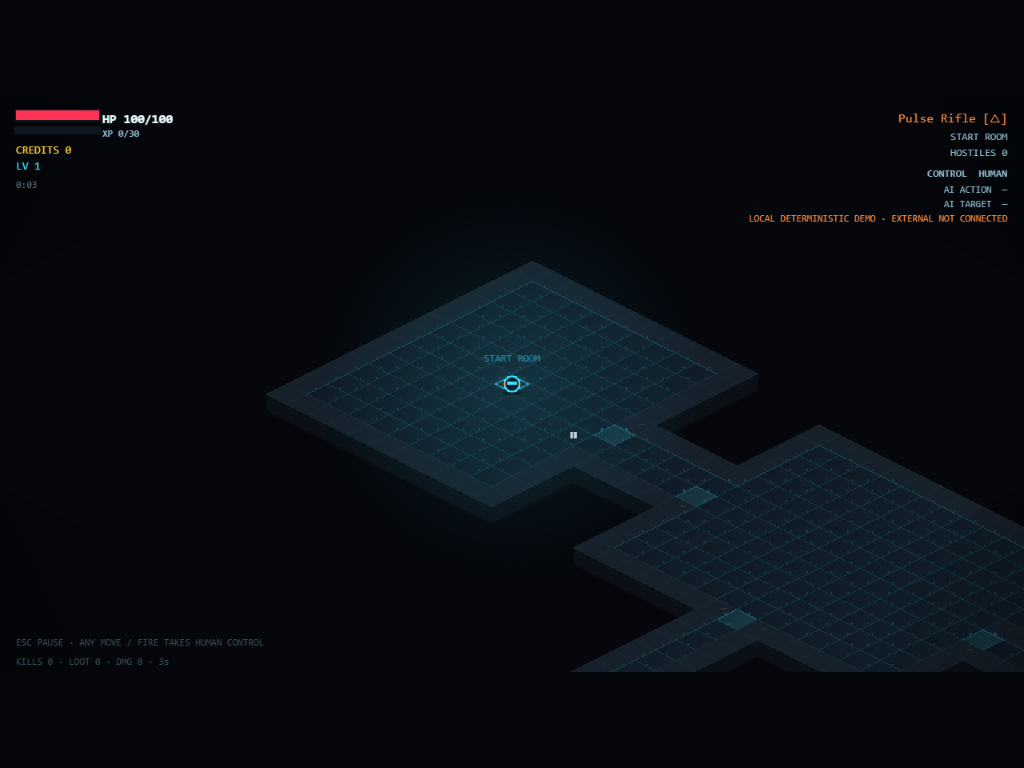 HP 100/100
XP 0/30
CREDITS 0
LV 1
0:03
Pulse Rifle [△]
START ROOM
HOSTILES 0
CONTROL HUMAN
AI ACTION —
AI TARGET —
LOCAL DETERMINISTIC DEMO · EXTERNAL NOT CONNECTED
START ROOM
ESC PAUSE · ANY MOVE / FIRE TAKES HUMAN CONTROL
KILLS 0 · LOOT 0 · DMG 0 · 3s